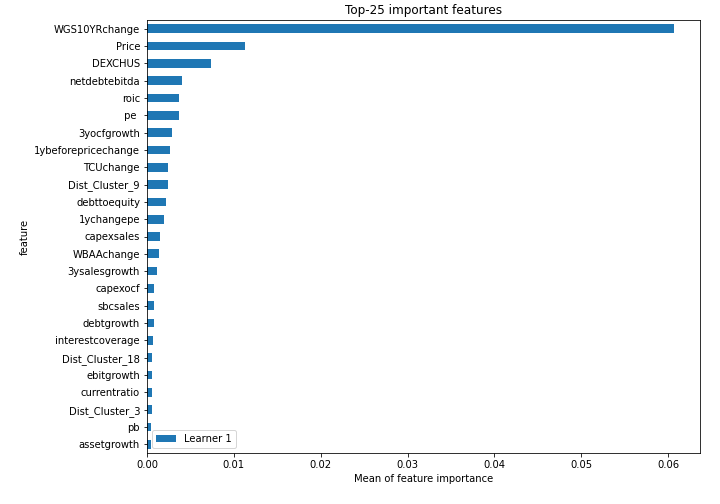 Top-25 important features
WGS10YRchange
Price
DEXCHUS
netdebtebitda
roic
pe
3yocfgrowth
1ybeforepricechange
TCUchange
Dist_Cluster_9
debttoequity
1ychangepe
capexsales
WBAAchange
3ysalesgrowth
capexocf
sbcsales
debtgrowth
interestcoverage
Dist_Cluster_18
ebitgrowth
currentratio
Dist_Cluster_3
pb
assetgrowth
feature
Learner 1
0.00 0.01 0.02 0.03 0.04 0.05 0.06
Mean of feature importance